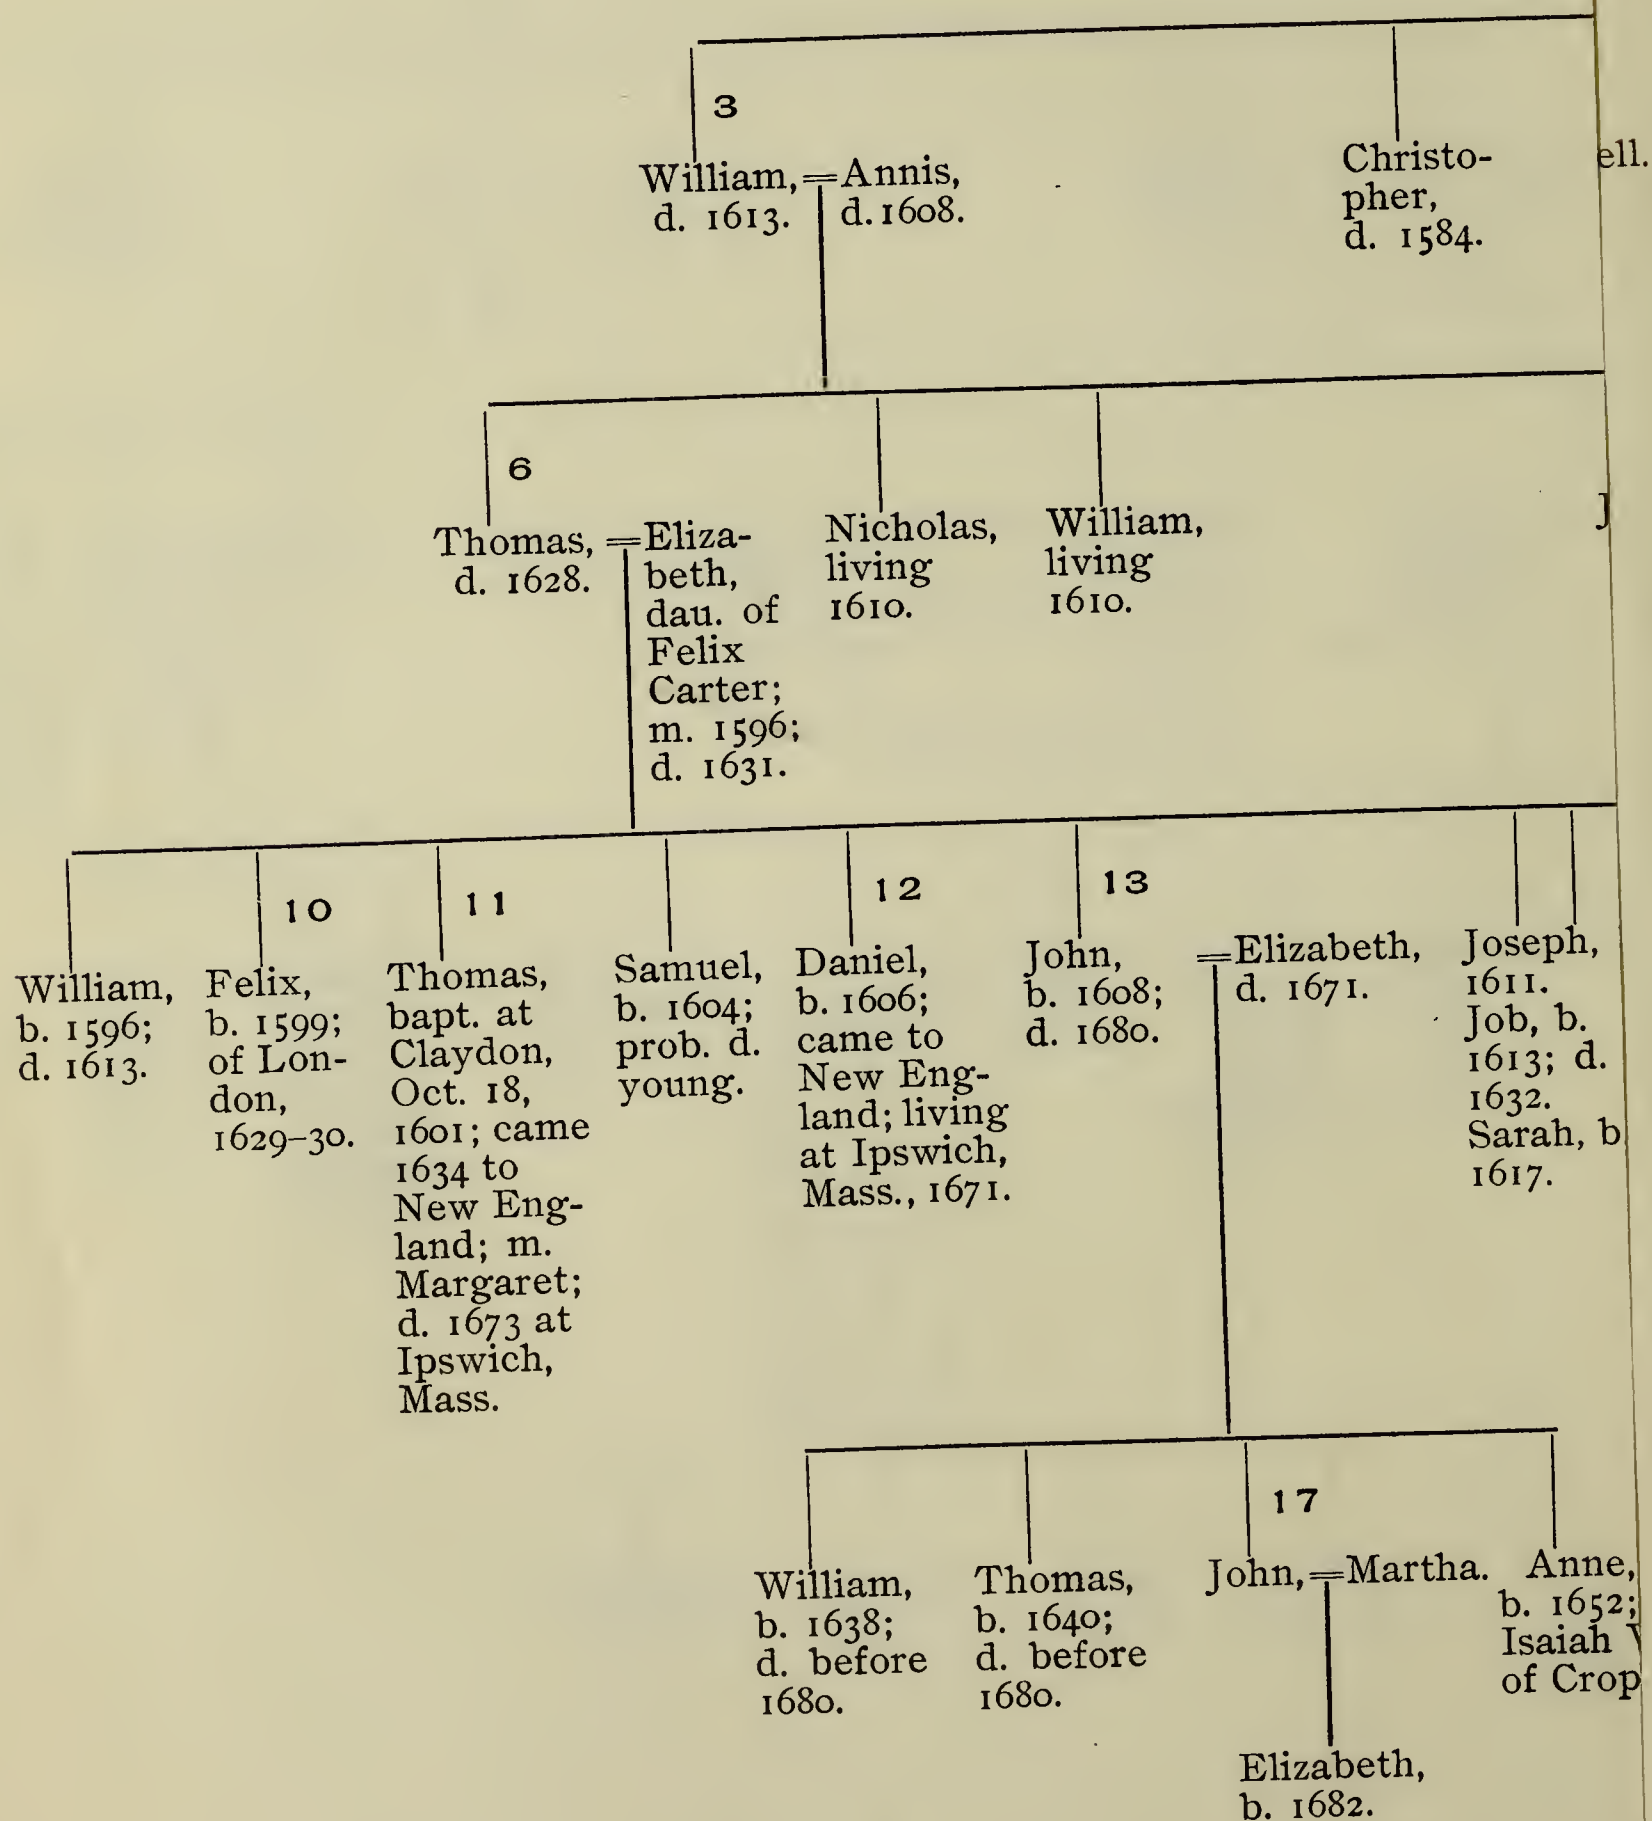 3
William, = Annis,
d. 1613.
d. 1608.
Christo-
pher,
d. 1584.
ell.
6
Thomas, =
d. 1628.
Eliza-
beth,
dau. of
Felix
Carter;
m. 1596;
d. 1631.
Nicholas,
living
1610.
William,
living
1610.
J
William,
b. 1596;
d. 1613.
10
Felix,
b. 1599;
of Lon-
don,
1629–30.
11
Thomas,
bapt. at
Claydon,
Oct. 18,
1601; came
1634 to
New Eng-
land; m.
Margaret;
d. 1673 at
Ipswich,
Mass.
Samuel,
b. 1604;
prob. d.
young.
12
Daniel,
b. 1606;
came to
New Eng-
land; living
at Ipswich,
Mass., 1671.
13
John,
b. 1608;
d. 1680.
=Elizabeth,
d. 1671.
Joseph,
1611.
Job, b.
1613; d.
1632.
Sarah, b
1617.
William,
b. 1638;
d. before
1680.
Thomas,
b. 1640;
d. before
1680.
17
John, = Martha.
Anne,
b. 1652;
Isaiah
of Crop
Elizabeth,
b. 1682.